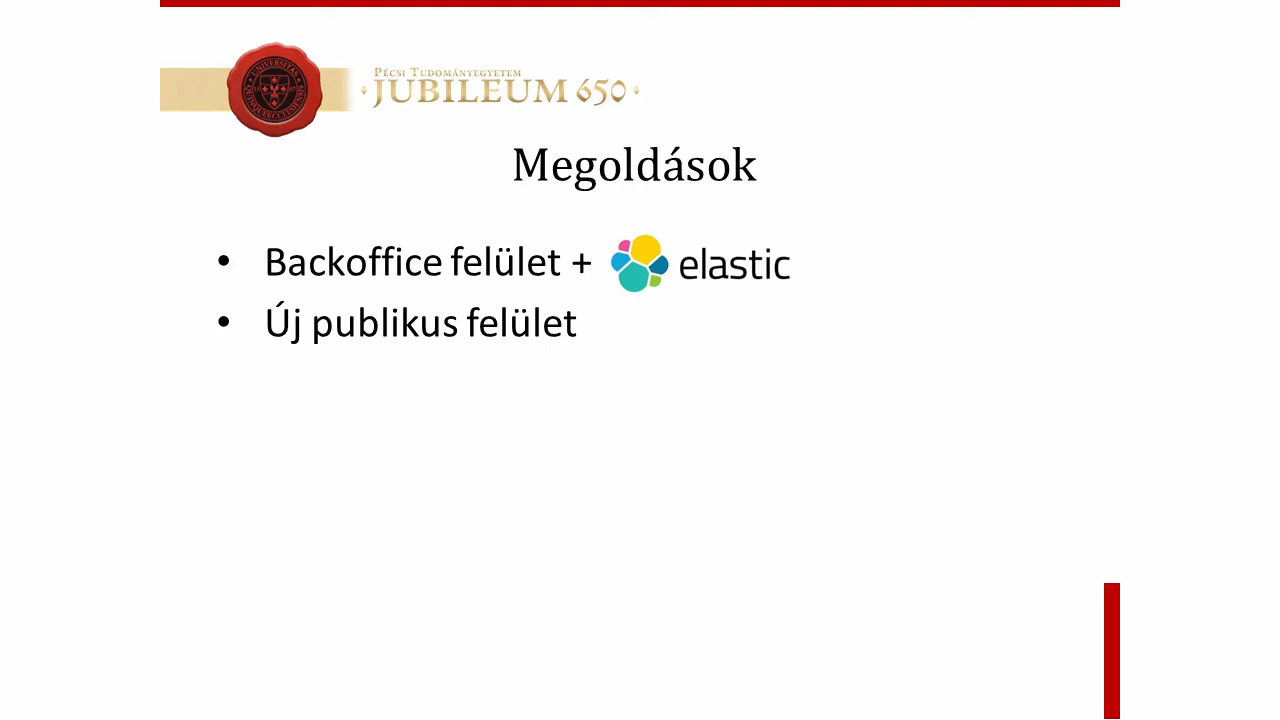 PÉCSI TUDOMÁNYEGYETEM
JUBILEUM 650
Megoldások
• Backoffice felület + elastic
• Új publikus felület